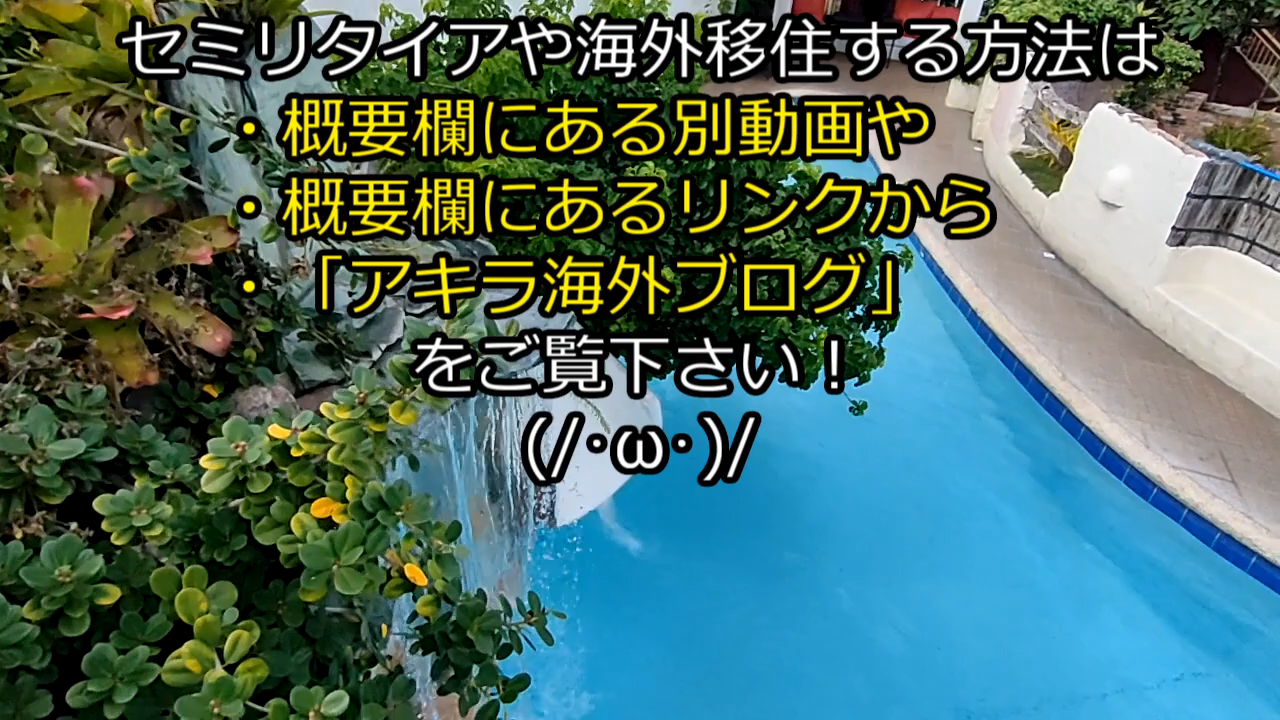 セミリタイアや海外移住する方法は
・概要欄にある別動画や
・概要欄にあるリンクから
・「アキラ海外ブログ」
をご覧下さい！
(/･ω･)/